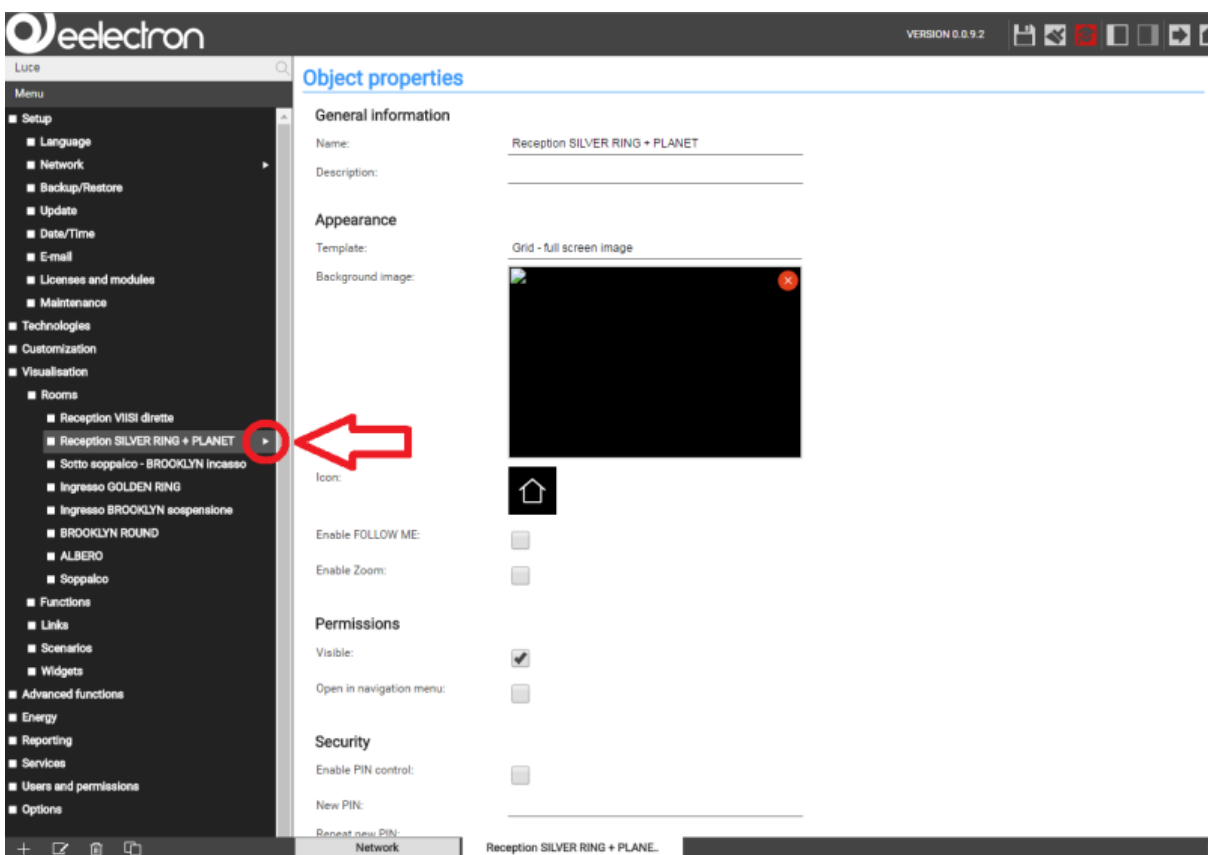 eelectron
VERSION 0.0.9.2
Luce
Menu
Setup
Language
Network
Backup/Restore
Update
Date/Time
E-mail
Licenses and modules
Maintenance
Technologies
Customization
Visualisation
Rooms
Reception VIISI dirette
Reception SILVER RING + PLANET
Sotto soppalco - BROOKLYN incasso
Ingresso GOLDEN RING
Ingresso BROOKLYN sospensione
BROOKLYN ROUND
ALBERO
Soppalco
Functions
Links
Scenarios
Widgets
Advanced functions
Energy
Reporting
Services
Users and permissions
Options
Object properties
General information
Name: Reception SILVER RING + PLANET
Description:
Appearance
Template: Grid - full screen image
Background image:
Icon:
Enable FOLLOW ME:
Enable Zoom:
Permissions
Visible:
Open in navigation menu:
Security
Enable PIN control:
New PIN:
Repeat new PIN:
Network
Reception SILVER RING + PLANE..